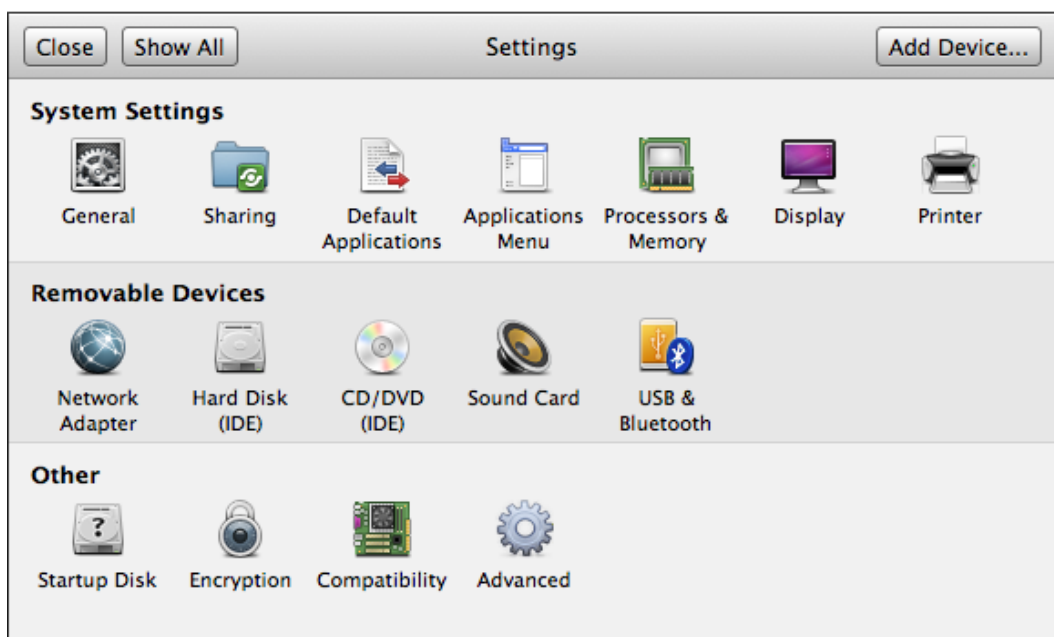 Close Show All Settings Add Device...
System Settings
General Sharing Default Applications Applications Menu Processors & Memory Display Printer
Removable Devices
Network Adapter Hard Disk (IDE) CD/DVD (IDE) Sound Card USB & Bluetooth
Other
?
Startup Disk Encryption Compatibility Advanced